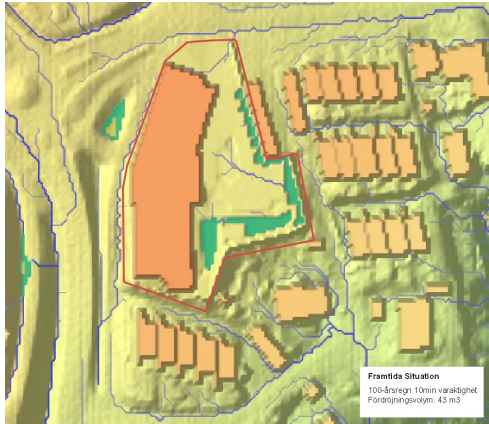 Framtida Situation
100-årsregn 10min varaktighet
Fördröjningsvolym: 43 m3